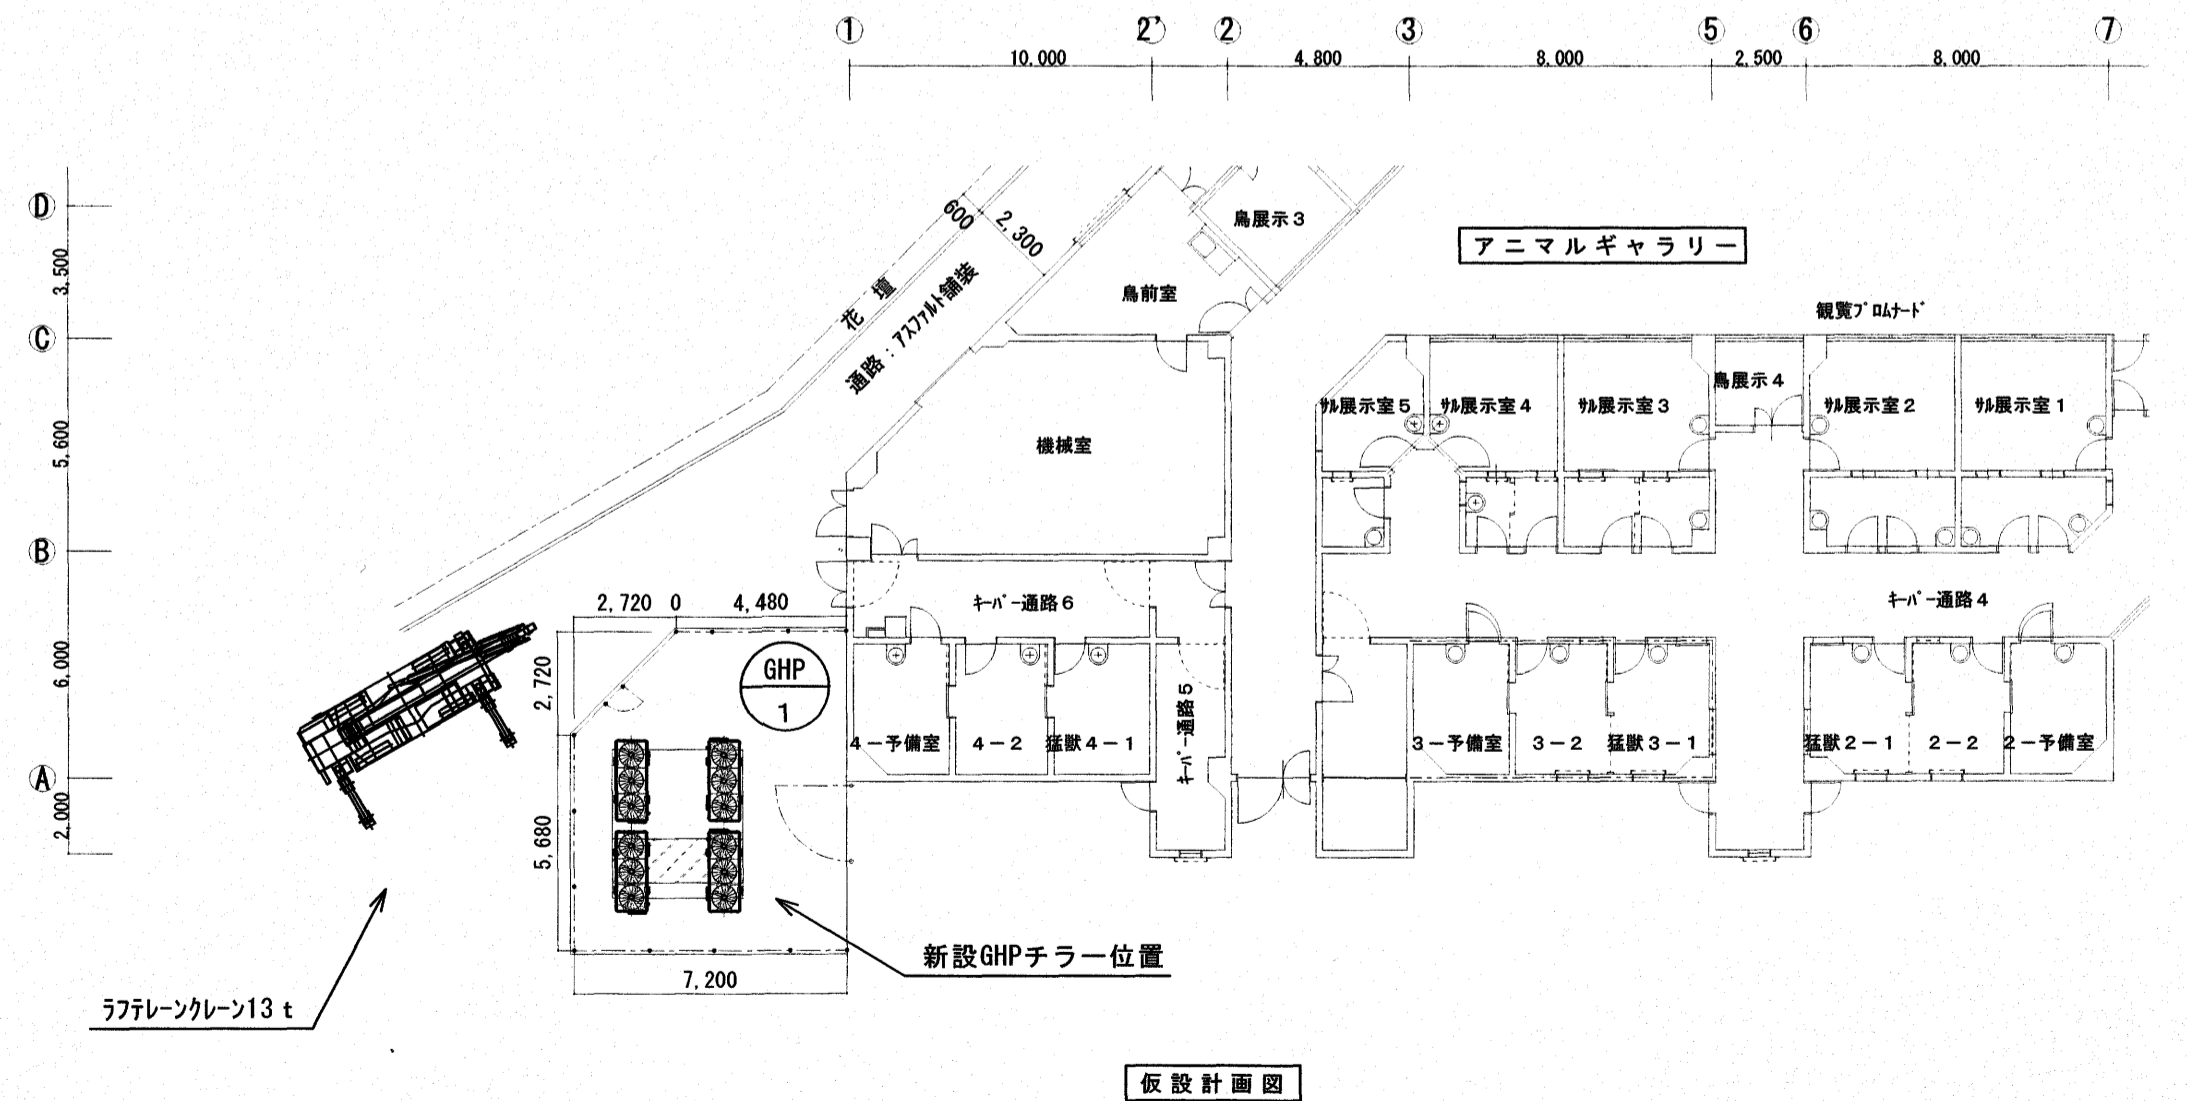 ① 2' ② ③ ⑤ ⑥ ⑦
10,000 4,800 8,000 2,500 8,000
Ⓓ
3,500
Ⓒ
5,600
Ⓑ
6,000
Ⓐ
2,000
600
2,300
花壇
通路：ｱｽﾌｧﾙﾄ舗装
鳥展示３
鳥前室
アニマルギャラリー
観覧ﾌﾟﾛﾑﾅｰﾄﾞ
機械室
ｻﾙ展示室５
ｻﾙ展示室４
ｻﾙ展示室３
鳥展示４
ｻﾙ展示室２
ｻﾙ展示室１
ｷｰﾊﾟｰ通路６
ｷｰﾊﾟｰ通路４
2,720 0 4,480
2,720
5,680
7,200
GHP
1
４－予備室
４－２
猛獣４－１
ｷｰﾊﾟｰ通路５
３－予備室
３－２
猛獣３－１
猛獣２－１
２－２
２－予備室
新設GHPチラー位置
ﾗﾌﾃﾚｰﾝｸﾚｰﾝ13ｔ
仮設計画図